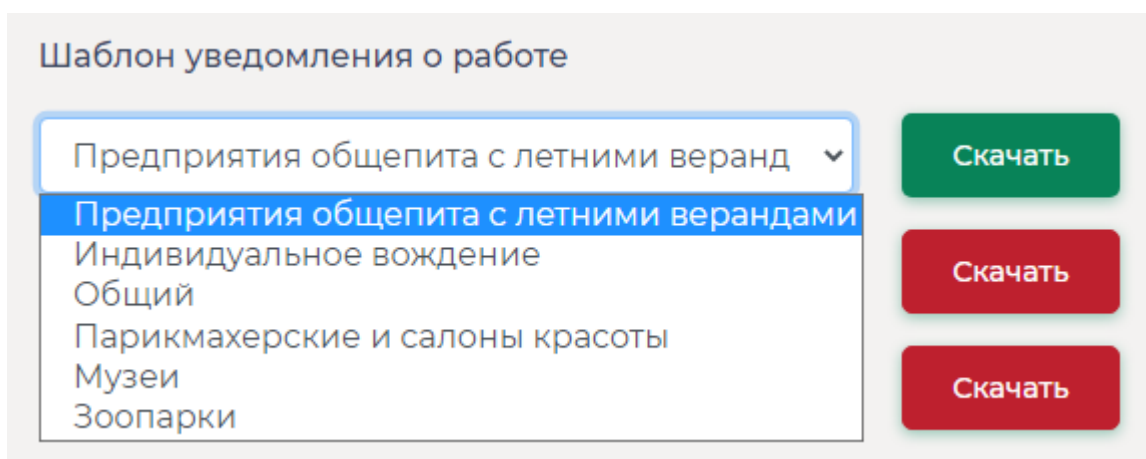 Шаблон уведомления о работе
Предприятия общепита с летними веранд
Скачать
Предприятия общепита с летними верандами
Индивидуальное вождение
Скачать
Общий
Парикмахерские и салоны красоты
Музеи
Скачать
Зоопарки